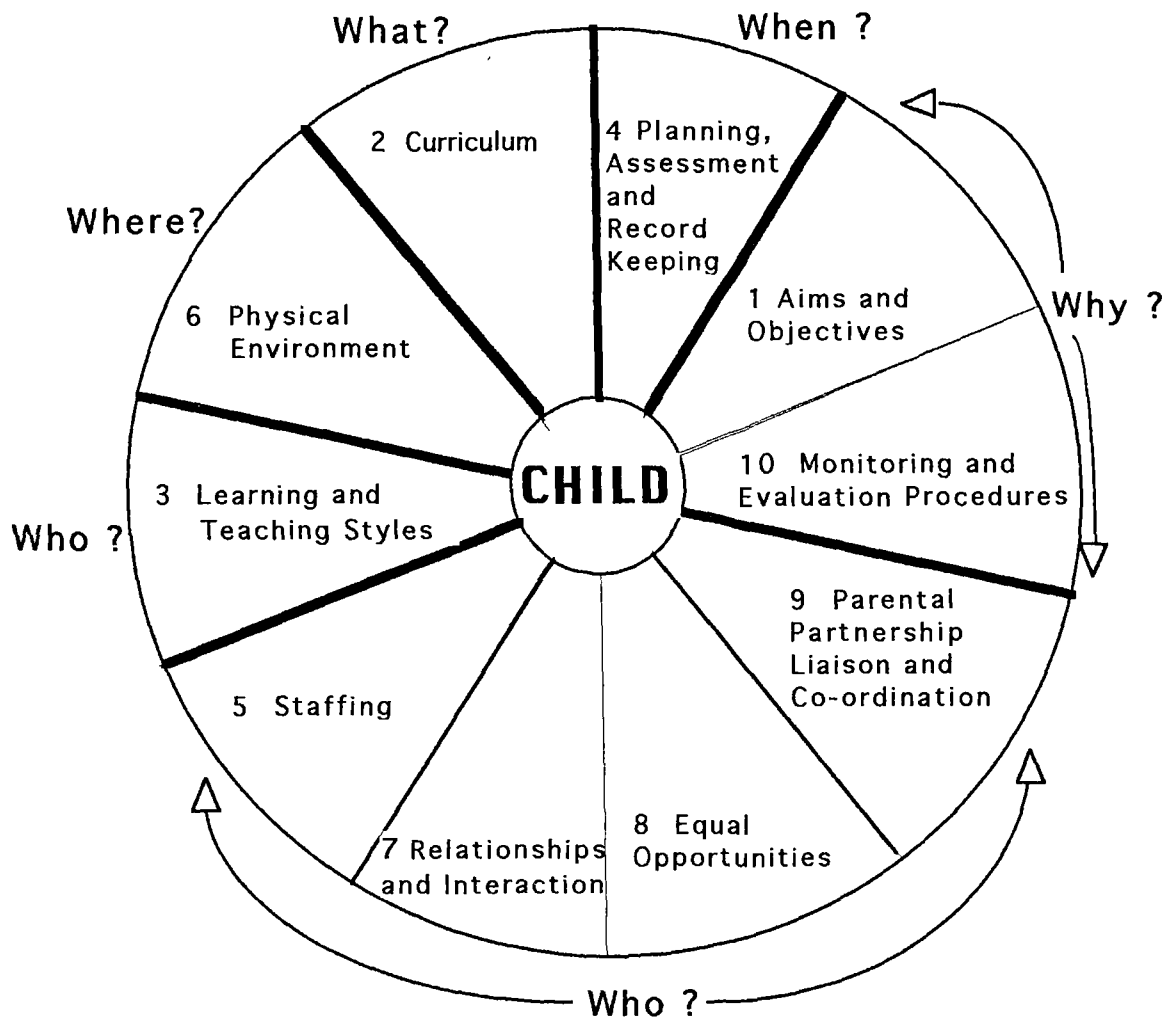 What?
When ?
2 Curriculum
4 Planning,
Assessment
and
Record
Keeping
Where?
6 Physical
Environment
1 Aims and
Objectives
Why ?
CHILD
10 Monitoring and
Evaluation Procedures
3 Learning and
Teaching Styles
Who ?
9 Parental
Partnership
Liaison and
Co-ordination
5 Staffing
7 Relationships
and Interaction
8 Equal
Opportunities
Who ?